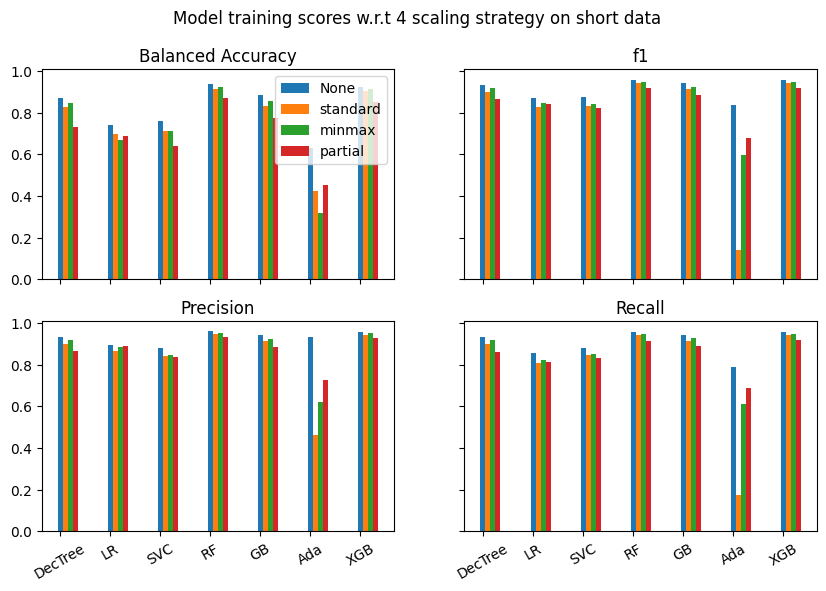 Model training scores w.r.t 4 scaling strategy on short data
Balanced Accuracy
f1
1.0
0.8
0.6
0.4
0.2
0.0
None
standard
minmax
partial
Precision
Recall
1.0
0.8
0.6
0.4
0.2
0.0
DecTree LR SVC RF GB Ada XGB
DecTree LR SVC RF GB Ada XGB